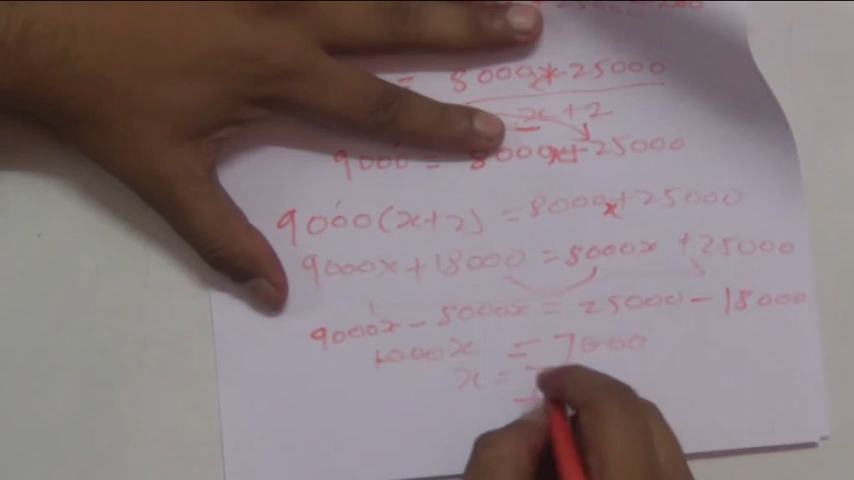 = 8000x+25000
x+2
9000 = 8000x+25000
9000(x+2) = 8000x+25000
9000x+18000 = 8000x +25000
9000x - 8000x = 25000 - 18000
1000x = 7000
x =